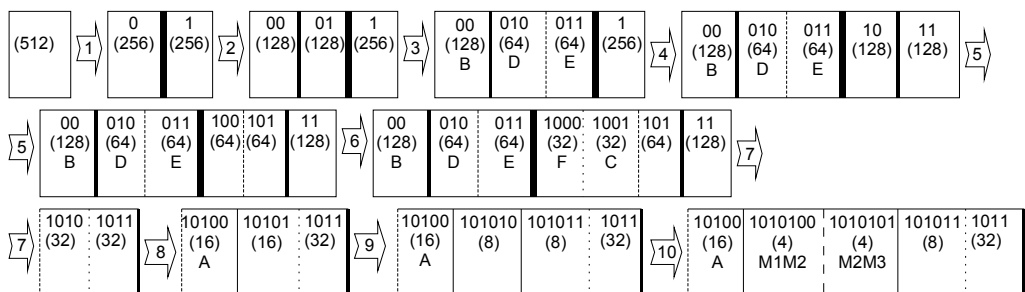 0 1 00 01 1 00 010 011 1 00 010 011 10 11
(512) 1 (256) (256) 2 (128) (128) (256) 3 (128) (64) (64) (256) 4 (128) (64) (64) (128) (128) 5
B D E B D E
00 010 011 100 101 11 00 010 011 1000 1001 101 11
5 (128) (64) (64) (64) (64) (128) 6 (128) (64) (64) (32) (32) (64) (128) 7
B D E B D E F C
1010 1011 10100 10101 1011 10100 101010 101011 1011 10100 1010100 1010101 101011 1011
7 (32) (32) 8 (16) (16) (32) 9 (16) (8) (8) (32) 10 (16) (4) (4) (8) (32)
A A A M1M2 M2M3